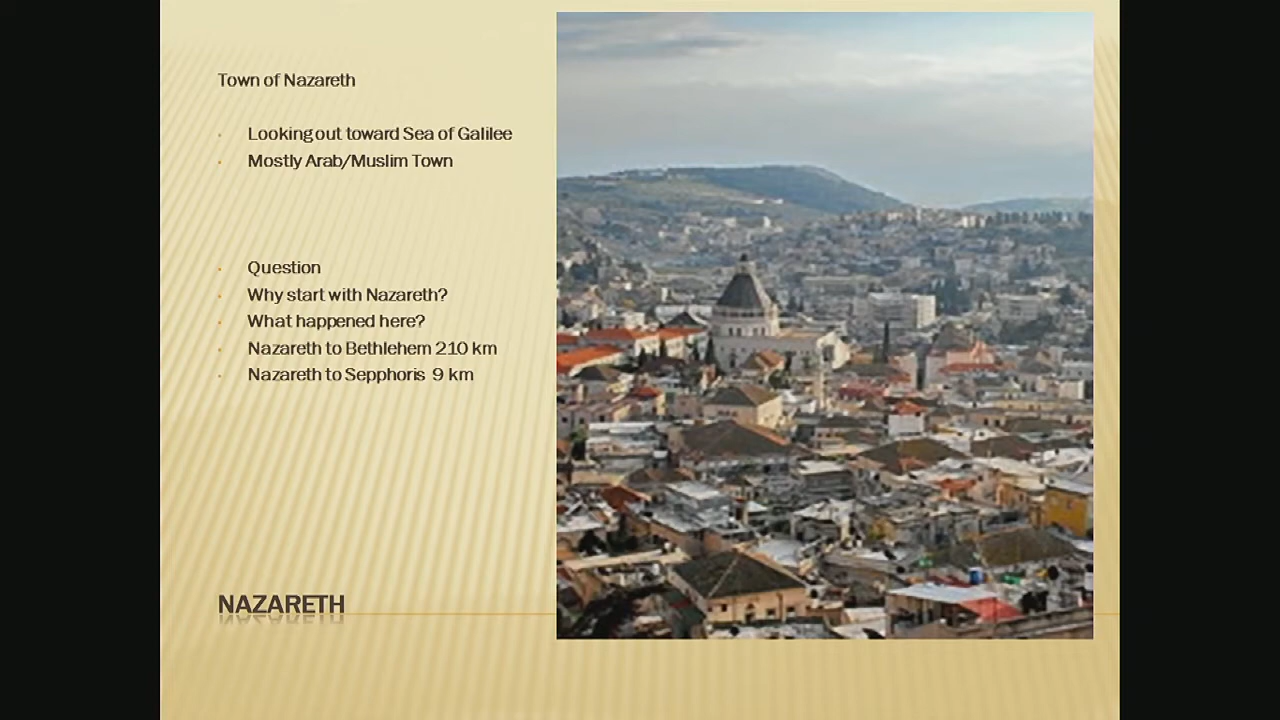 Town of Nazareth
Looking out toward Sea of Galilee
Mostly Arab/Muslim Town
Question
Why start with Nazareth?
What happened here?
Nazareth to Bethlehem 210 km
Nazareth to Sepphoris 9 km
NAZARETH